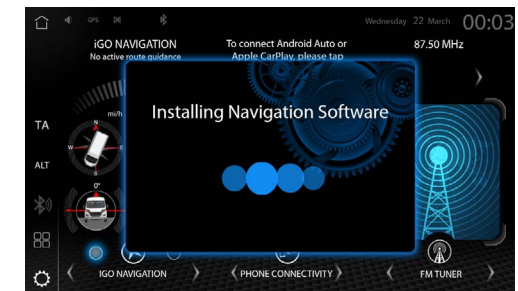 GPS
Wednesday 22 March 00:03
iGO NAVIGATION
No active route guidance
To connect Android Auto or
Apple CarPlay, please tap
87.50 MHz
Installing Navigation Software
TA
mi/h
N
W
E
ALT
0°
IGO NAVIGATION
PHONE CONNECTIVITY
FM TUNER